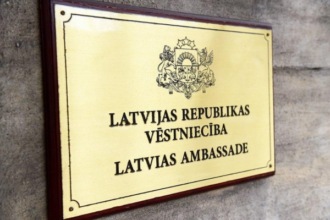 LATVIJAS REPUBLIKAS
VĒSTNIECĪBA
LATVIAS AMBASSADE